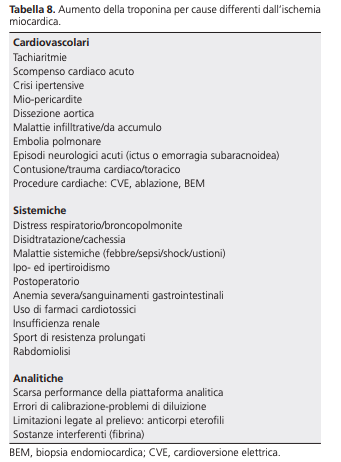 Tabella 8. Aumento della troponina per cause differenti dall'ischemia
miocardica.
Cardiovascolari
Tachiaritmie
Scompenso cardiaco acuto
Crisi ipertensive
Mio-pericardite
Dissezione aortica
Malattie infilltrative/da accumulo
Embolia polmonare
Episodi neurologici acuti (ictus o emorragia subaracnoidea)
Contusione/trauma cardiaco/toracico
Procedure cardiache: CVE, ablazione, BEM
Sistemiche
Distress respiratorio/broncopolmonite
Disidtratazione/cachessia
Malattie sistemiche (febbre/sepsi/shock/ustioni)
Ipo- ed ipertiroidismo
Postoperatorio
Anemia severa/sanguinamenti gastrointestinali
Uso di farmaci cardiotossici
Insufficienza renale
Sport di resistenza prolungati
Rabdomiolisi
Analitiche
Scarsa performance della piattaforma analitica
Errori di calibrazione-problemi di diluizione
Limitazioni legate al prelievo: anticorpi eterofili
Sostanze interferenti (fibrina)
BEM, biopsia endomiocardica; CVE, cardioversione elettrica.